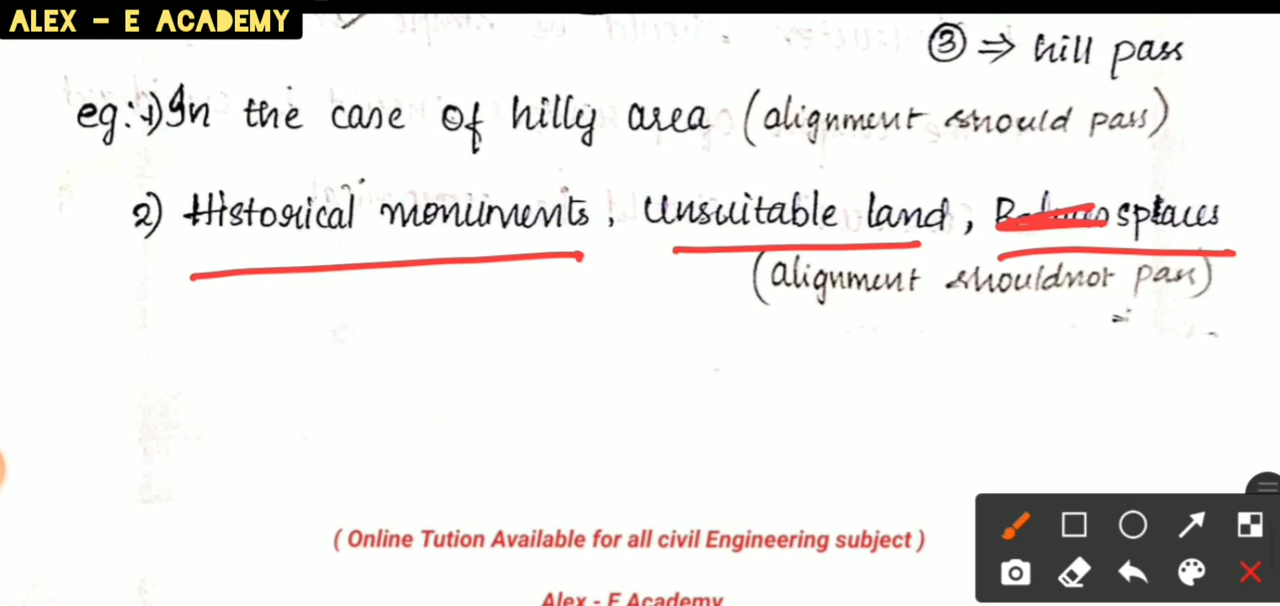 ALEX - E ACADEMY
③ ⇒ hill pass
eg:- 1) In the case of hilly area (alignment should pass)
2) Historical monuments, Unsuitable land, splaces
(alignment shouldnot pass)
( Online Tution Available for all civil Engineering subject )
Alex - E Academy